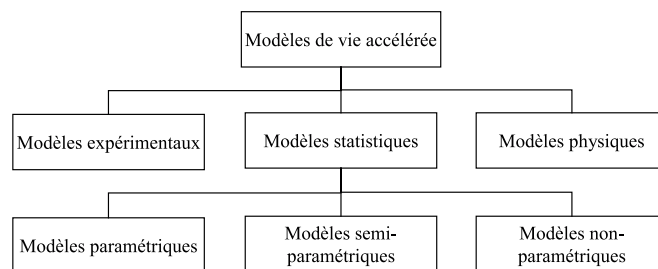 Modèles de vie accélérée
Modèles expérimentaux
Modèles statistiques
Modèles physiques
Modèles paramétriques
Modèles semi-
paramétriques
Modèles non-
paramétriques